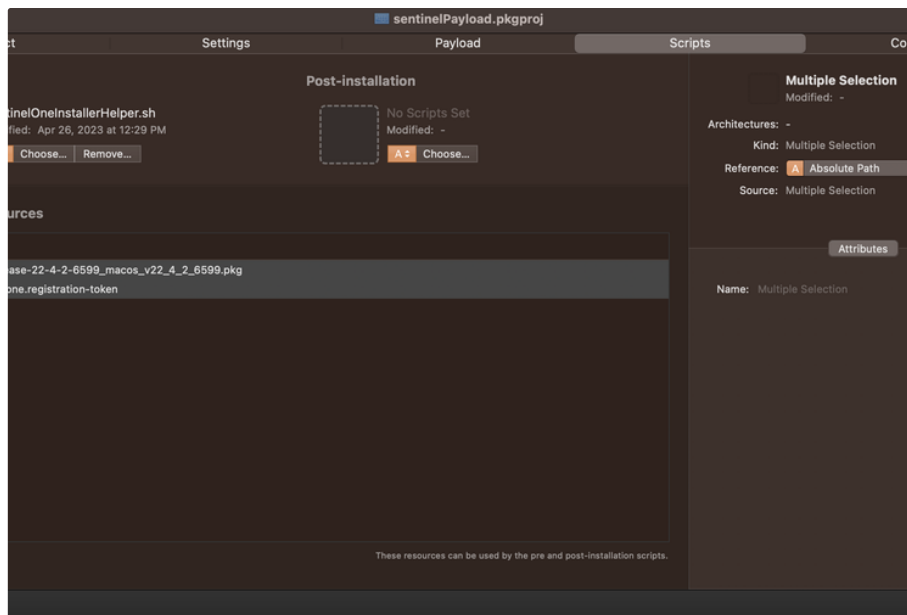 sentinelPayload.pkgproj
ct Settings Payload Scripts Co
Post-installation
tinelOneInstallerHelper.sh
fied: Apr 26, 2023 at 12:29 PM
Choose... Remove...
No Scripts Set
Modified: -
A Choose...
urces
ase-22-4-2-6599_macos_v22_4_2_6599.pkg
one.registration-token
These resources can be used by the pre and post-installation scripts.
Multiple Selection
Modified: -
Architectures: -
Kind: Multiple Selection
Reference: A Absolute Path
Source: Multiple Selection
Attributes
Name: Multiple Selection